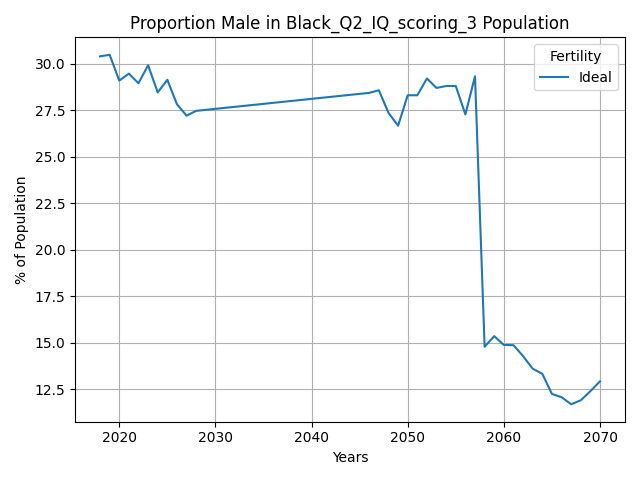 Proportion Male in Black_Q2_IQ_scoring_3 Population
Fertility
Ideal
30.0
27.5
25.0
22.5
20.0
17.5
15.0
12.5
% of Population
2020
2030
2040
2050
2060
2070
Years